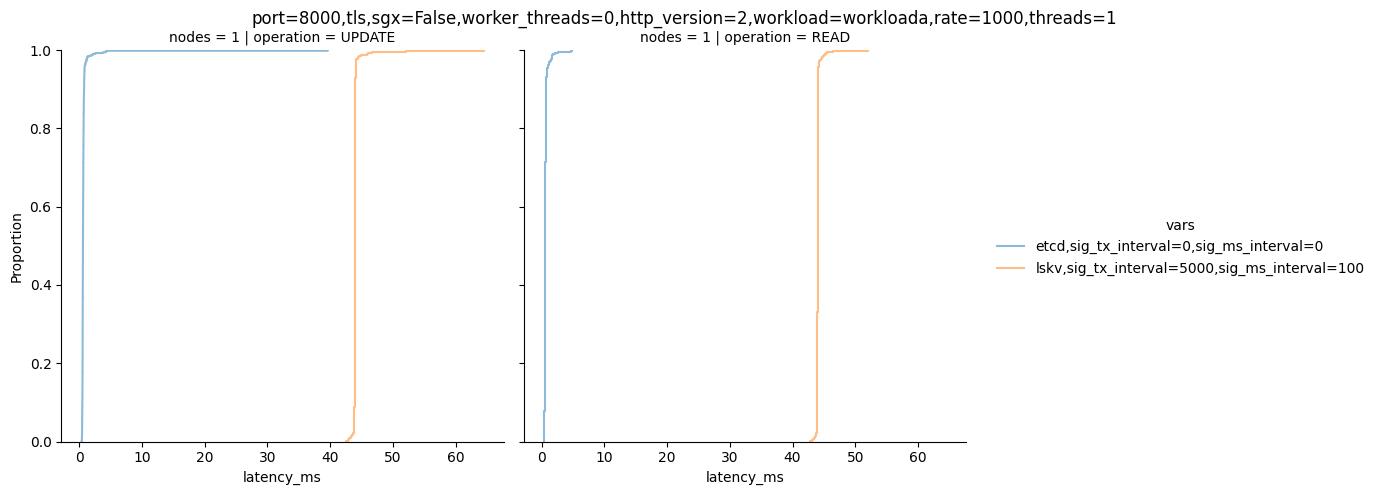 port=8000,tls,sgx=False,worker_threads=0,http_version=2,workload=workloada,rate=1000,threads=1
nodes = 1 | operation = UPDATE
nodes = 1 | operation = READ
1.0
0.8
0.6
0.4
0.2
0.0
Proportion
0 10 20 30 40 50 60
latency_ms
0 10 20 30 40 50 60
latency_ms
vars
etcd,sig_tx_interval=0,sig_ms_interval=0
lskv,sig_tx_interval=5000,sig_ms_interval=100